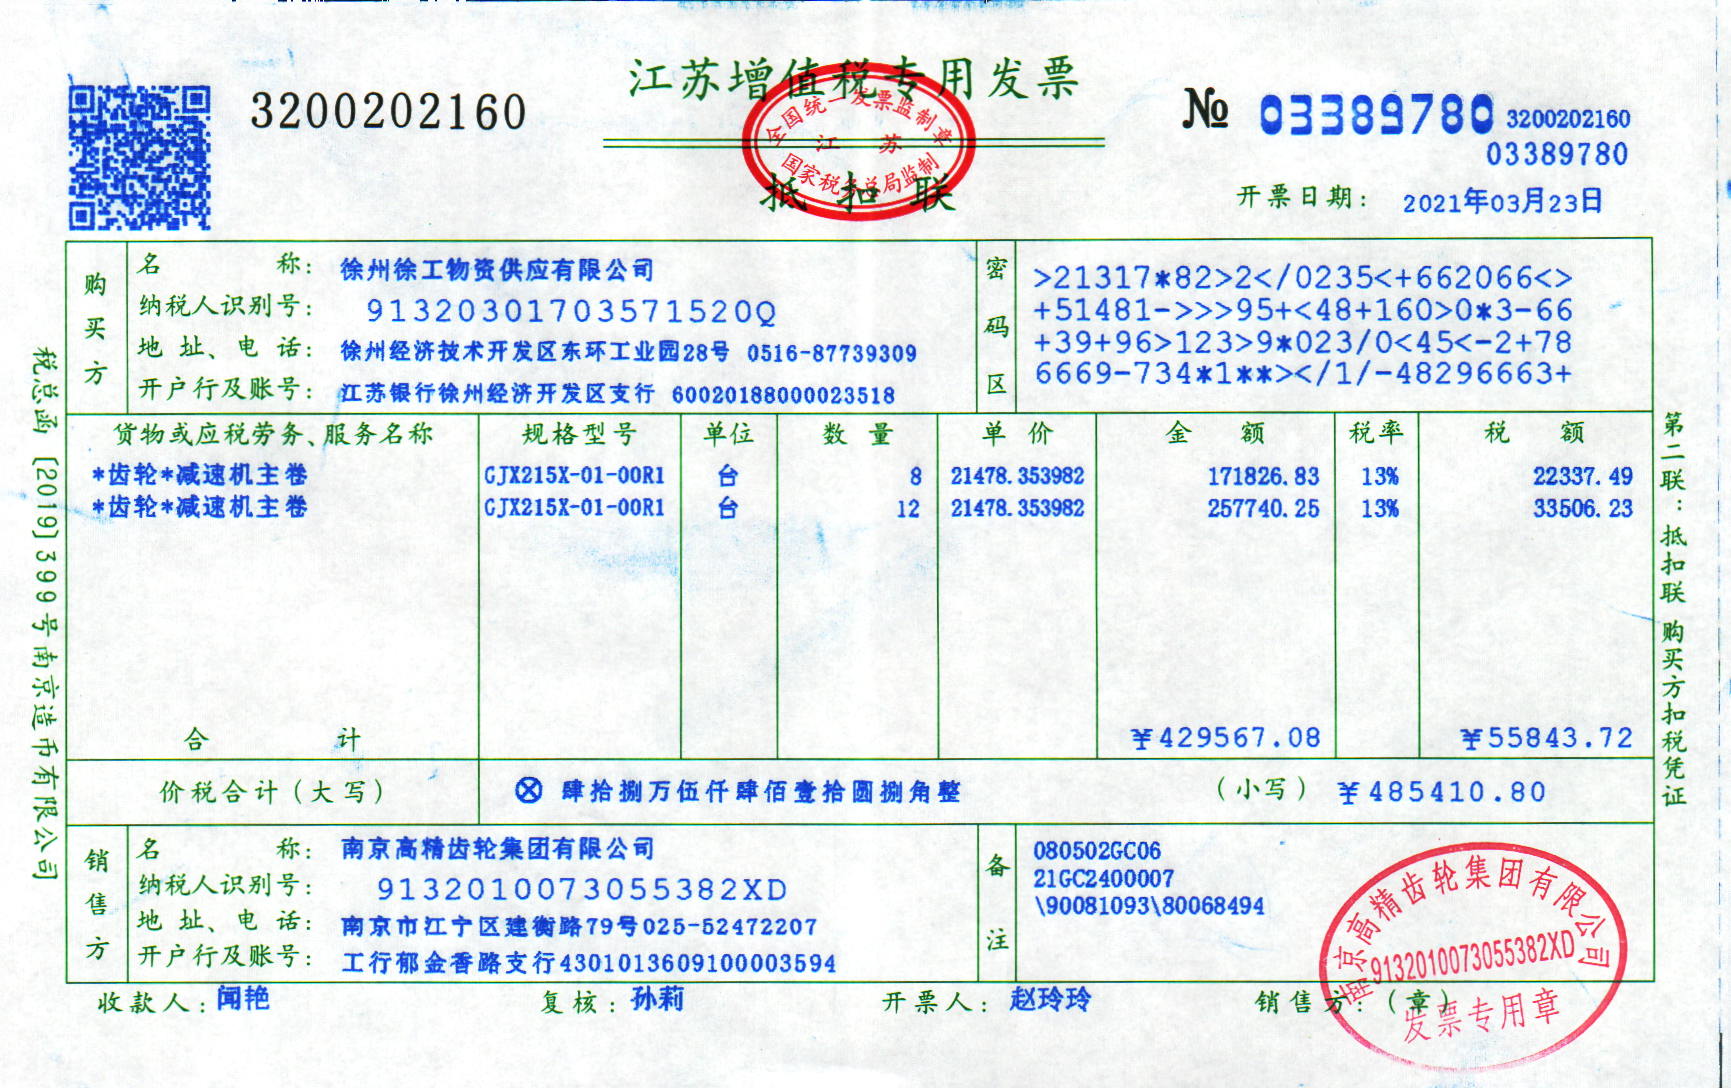 江苏增值税专用发票
全国统一发票监制章
江苏
国家税务总局监制
抵扣联
3200202160
№ 03389780
3200202160
03389780
开票日期: 2021年03月23日
购买方
名称: 徐州徐工物资供应有限公司
纳税人识别号: 91320301703571520Q
地址、电话: 徐州经济技术开发区东环工业园28号 0516-87739309
开户行及账号: 江苏银行徐州经济开发区支行 60020188000023518
密码区
>21317*82>2</0235<+662066<>
+51481->>>95+<48+160>0*3-66
+39+96>123>9*023/0<45<-2+78
6669-734*1**></1/-48296663+
货物或应税劳务、服务名称 规格型号 单位 数量 单价 金额 税率 税额
*齿轮*减速机主卷 GJX215X-01-00R1 台 8 21478.353982 171826.83 13% 22337.49
*齿轮*减速机主卷 GJX215X-01-00R1 台 12 21478.353982 257740.25 13% 33506.23
合计 ¥429567.08 ¥55843.72
价税合计(大写) ⊗ 肆拾捌万伍仟肆佰壹拾圆捌角整 (小写) ¥485410.80
销售方
名称: 南京高精齿轮集团有限公司
纳税人识别号: 9132010073055382XD
地址、电话: 南京市江宁区建衡路79号025-52472207
开户行及账号: 工行郁金香路支行4301013609100003594
备注
080502GC06
21GC2400007
\90081093\80068494
收款人: 闻艳 复核: 孙莉 开票人: 赵玲玲 销售方: (章)
南京高精齿轮集团有限公司
9132010073055382XD
发票专用章
税总函[2019]399号南京造币有限公司
第二联:抵扣联 购买方扣税凭证